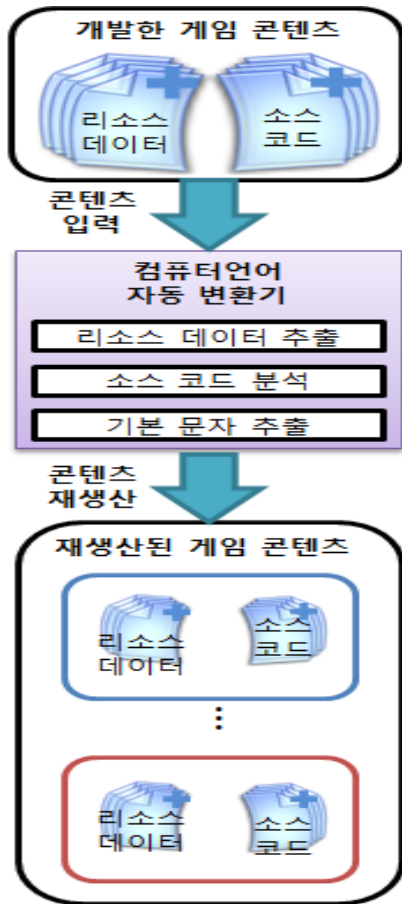 개발한 게임 콘텐츠
리소스
데이터
소스
코드
콘텐츠
입력
컴퓨터언어
자동 변환기
리소스 데이터 추출
소스 코드 분석
기본 문자 추출
콘텐츠
재생산
재생산된 게임 콘텐츠
리소스
데이터
소스
코드
⋮
리소스
데이터
소스
코드